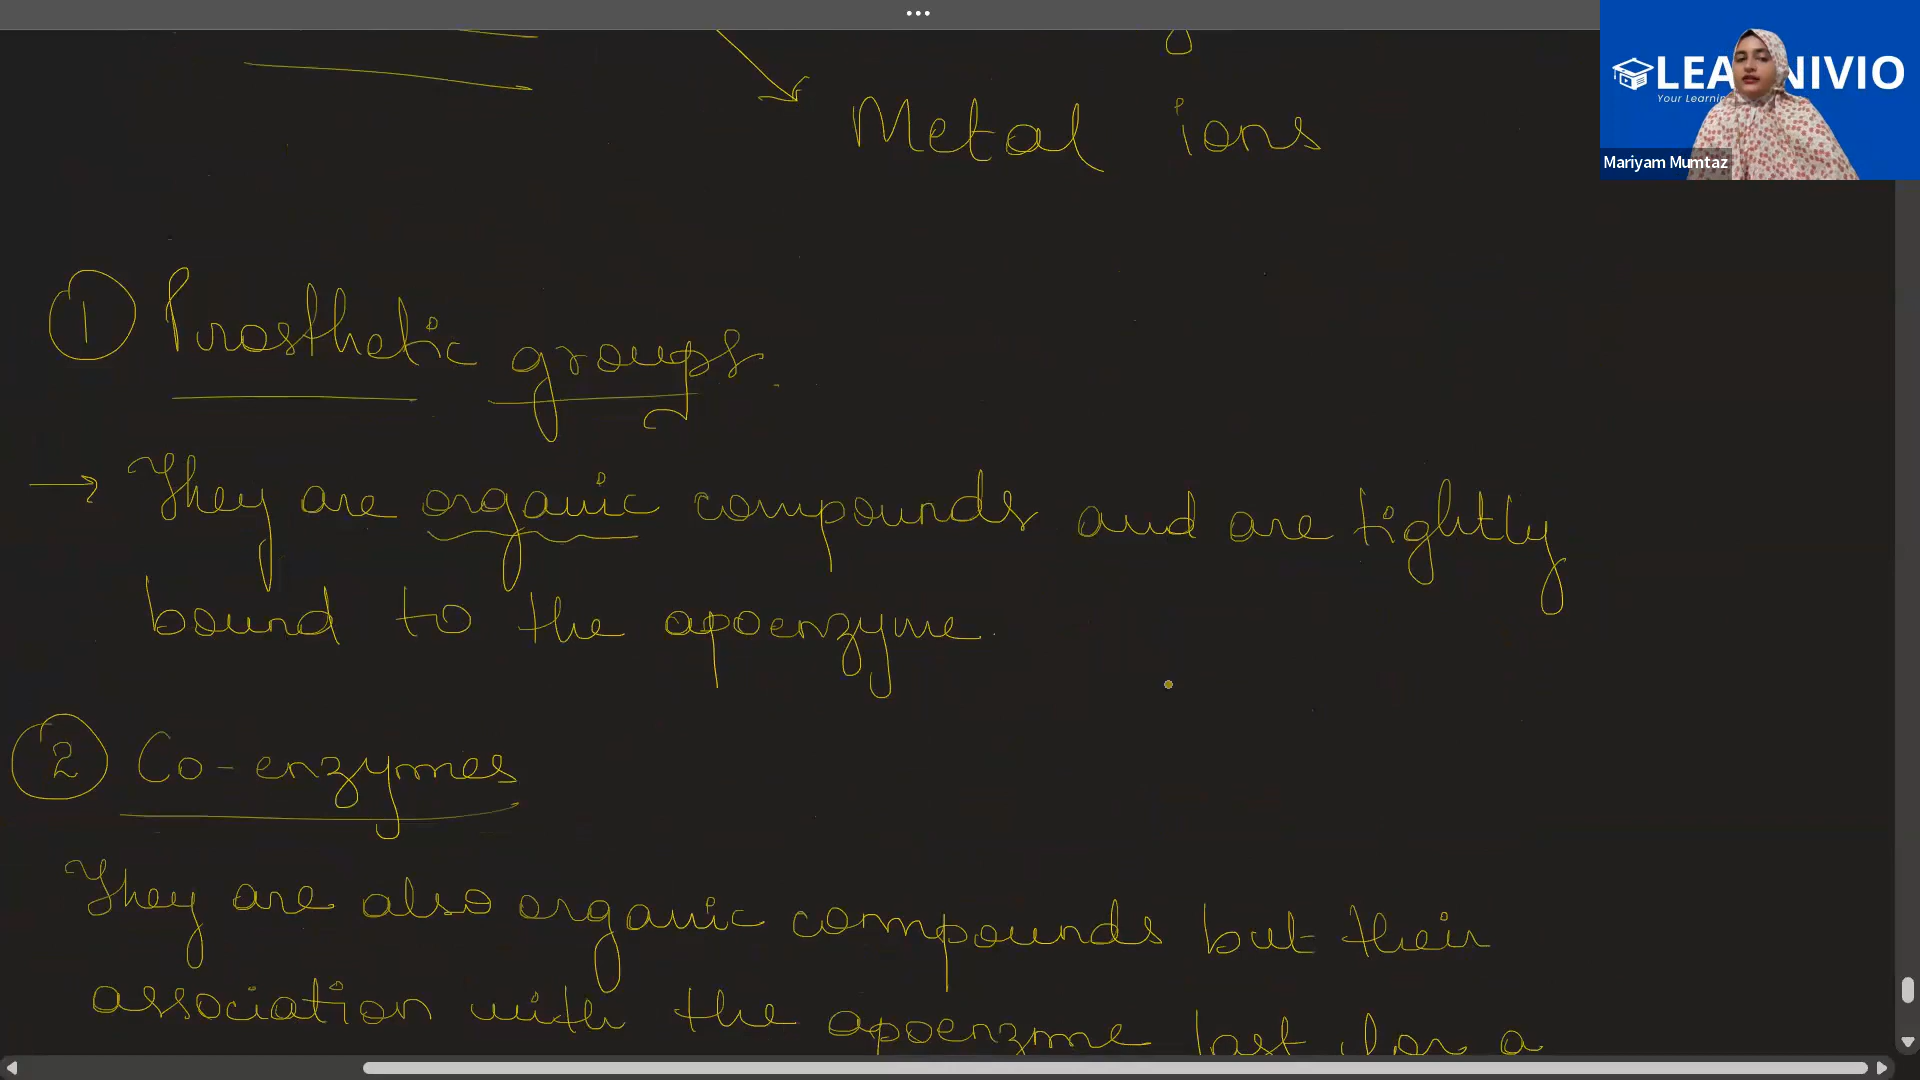 Metal ions
LEA NIVIO
Your Learnin
Mariyam Mumtaz
1 Prosthetic groups.
→ They are organic compounds and are tightly
bound to the apoenzyme.
2 Co-enzymes
They are also organic compounds but their
association with the apoenzme last for a